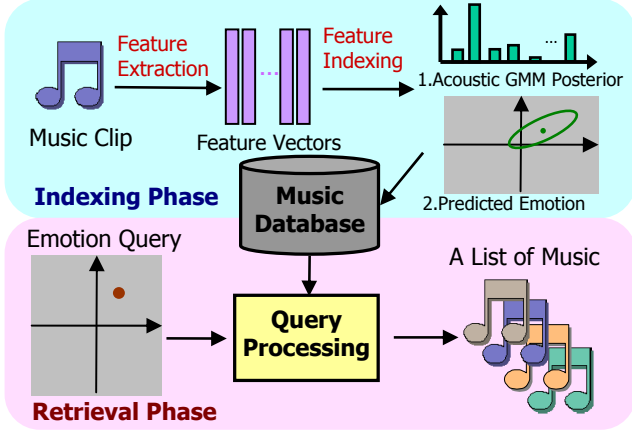 Feature
Extraction
Feature
Indexing
...
...
1.Acoustic GMM Posterior
Music Clip
Feature Vectors
Indexing Phase
Music
Database
2.Predicted Emotion
Emotion Query
A List of Music
Query
Processing
Retrieval Phase